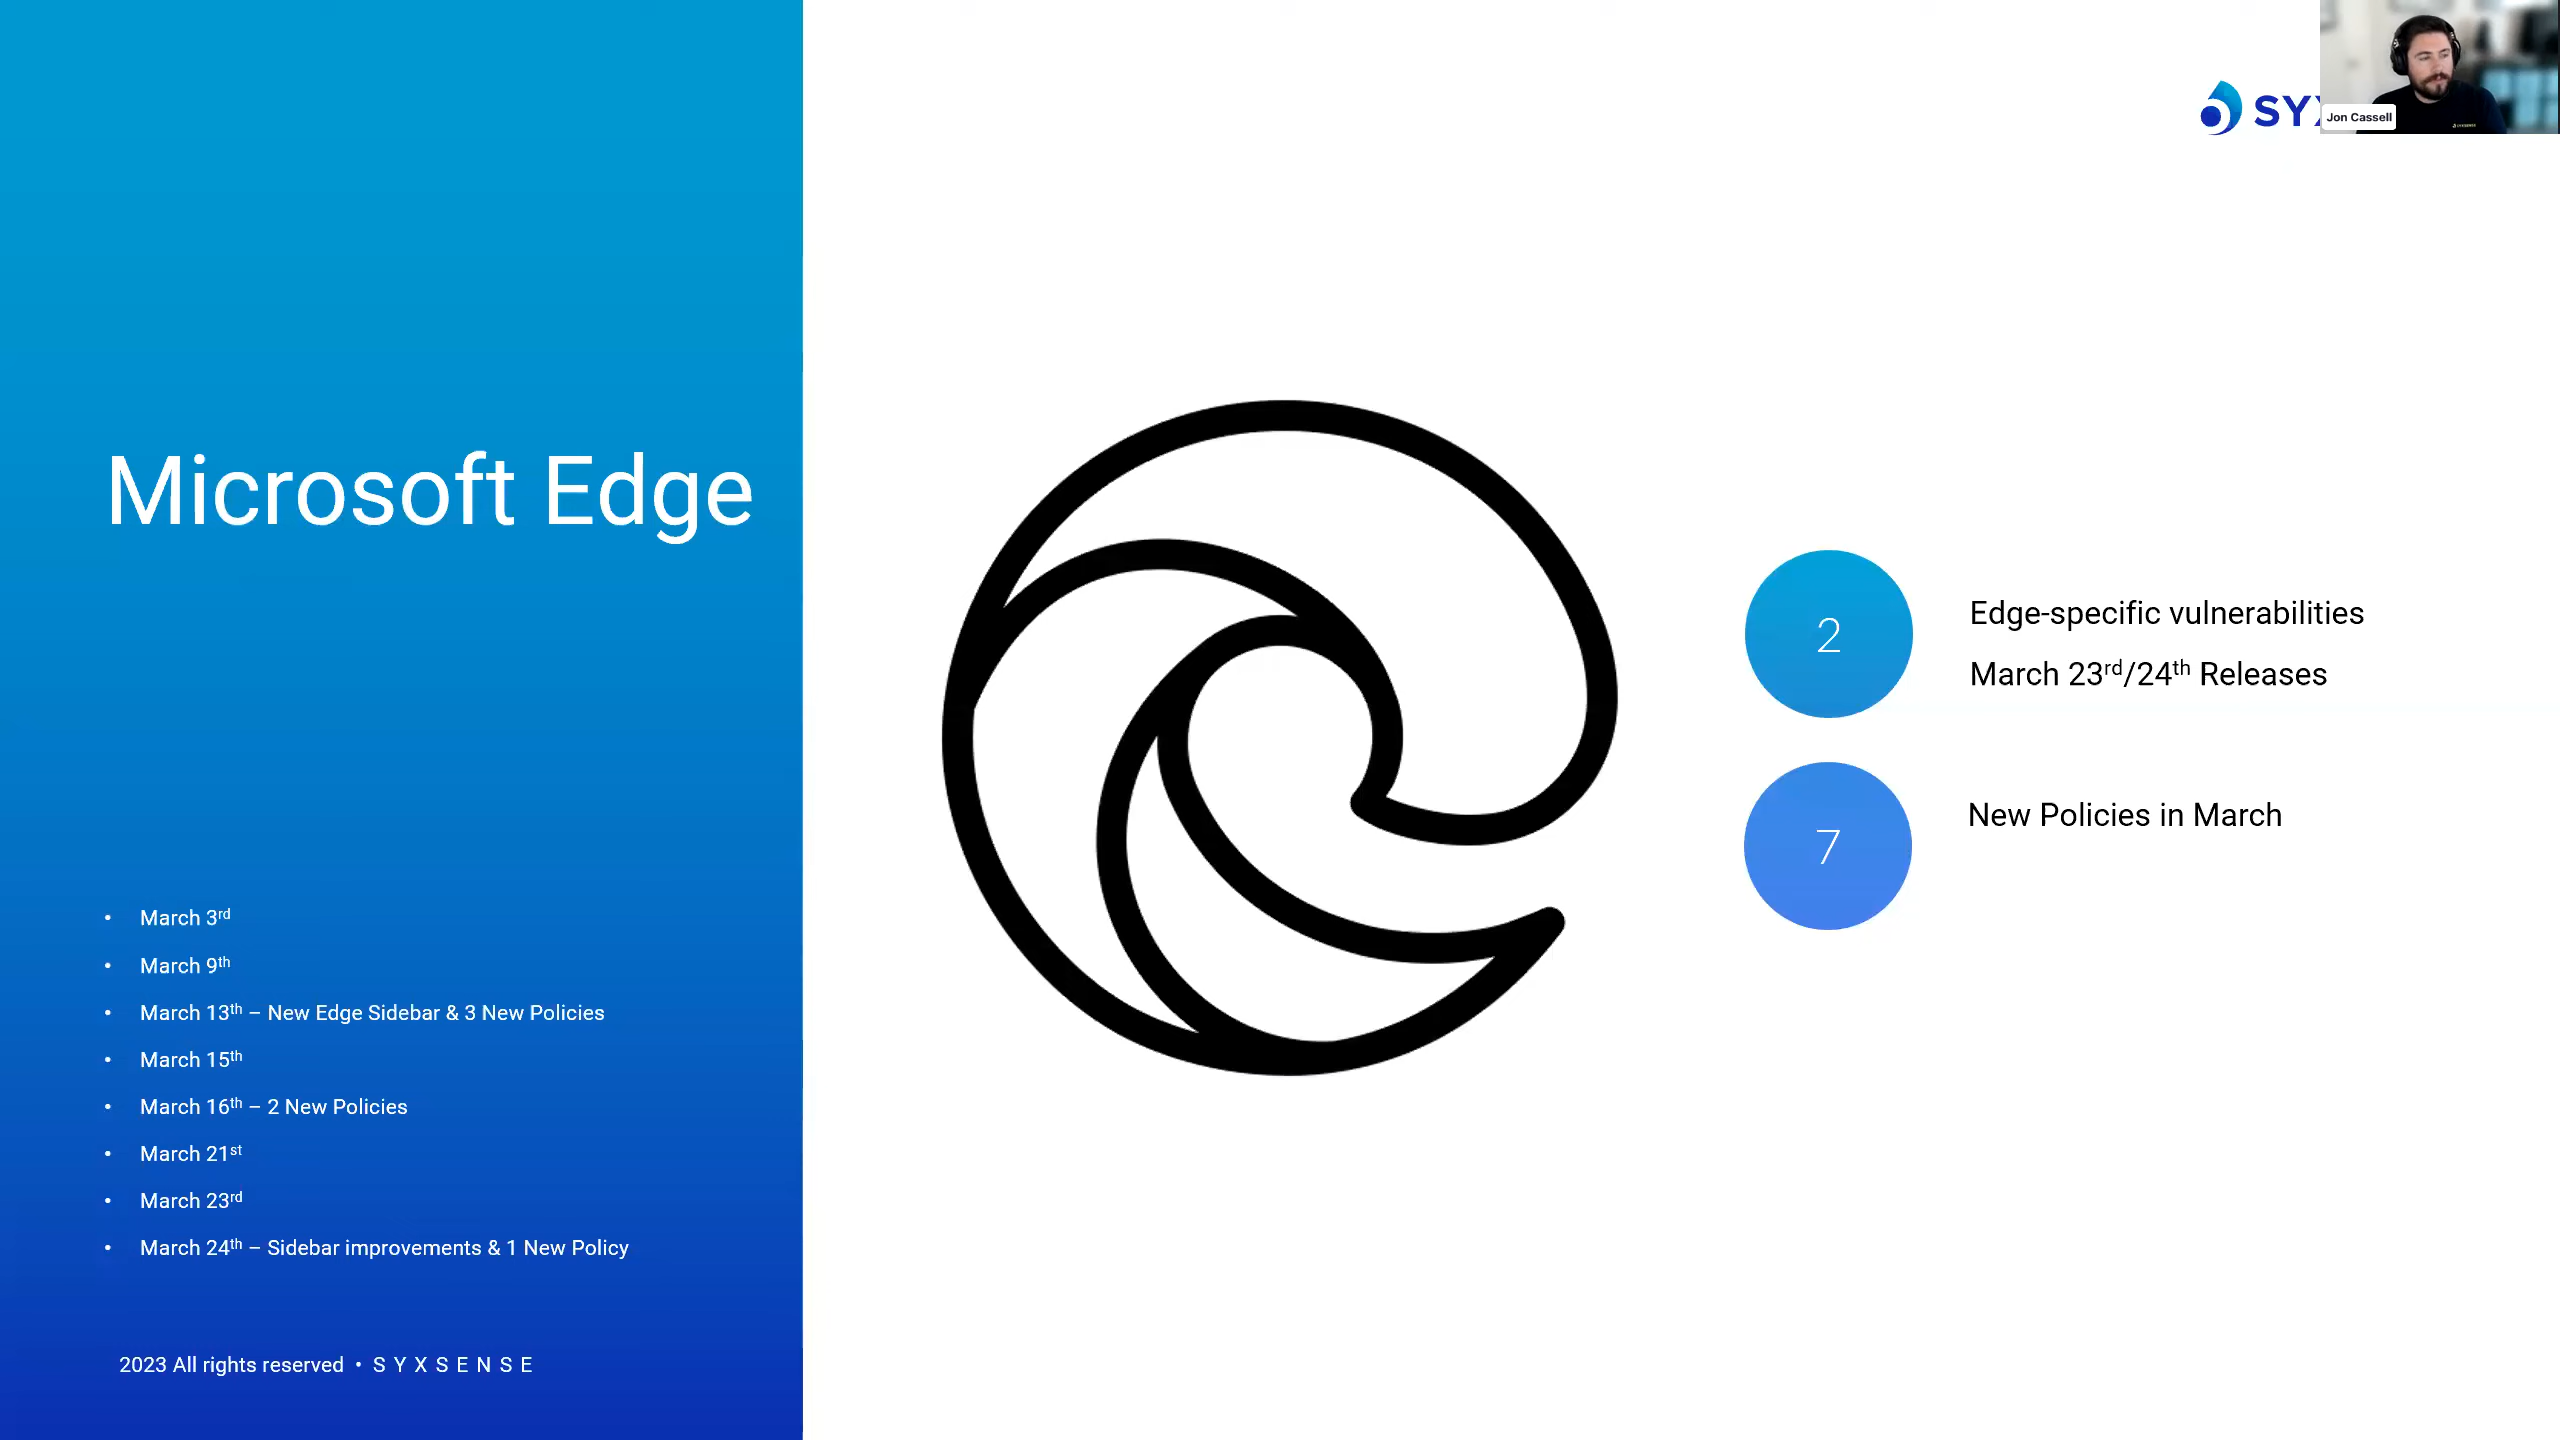 Microsoft Edge
• March 3rd
• March 9th
• March 13th – New Edge Sidebar & 3 New Policies
• March 15th
• March 16th – 2 New Policies
• March 21st
• March 23rd
• March 24th – Sidebar improvements & 1 New Policy
2023 All rights reserved • SYXSENSE
SYX
Jon Cassell
2
Edge-specific vulnerabilities
March 23rd/24th Releases
7
New Policies in March